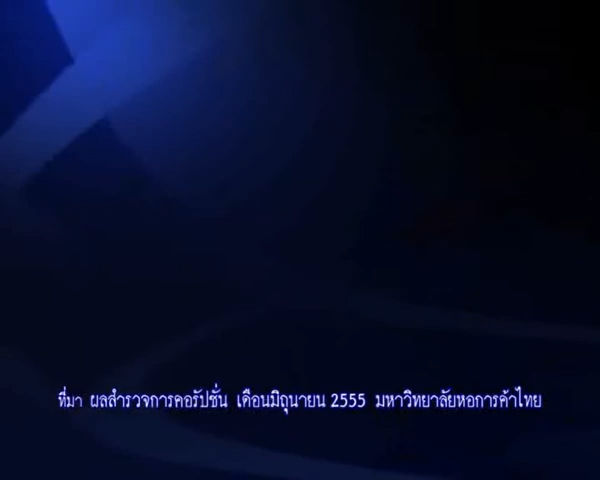 ที่มา ผลสำรวจการคอรัปชั่น เดือนมิถุนายน 2555 มหาวิทยาลัยหอการค้าไทย